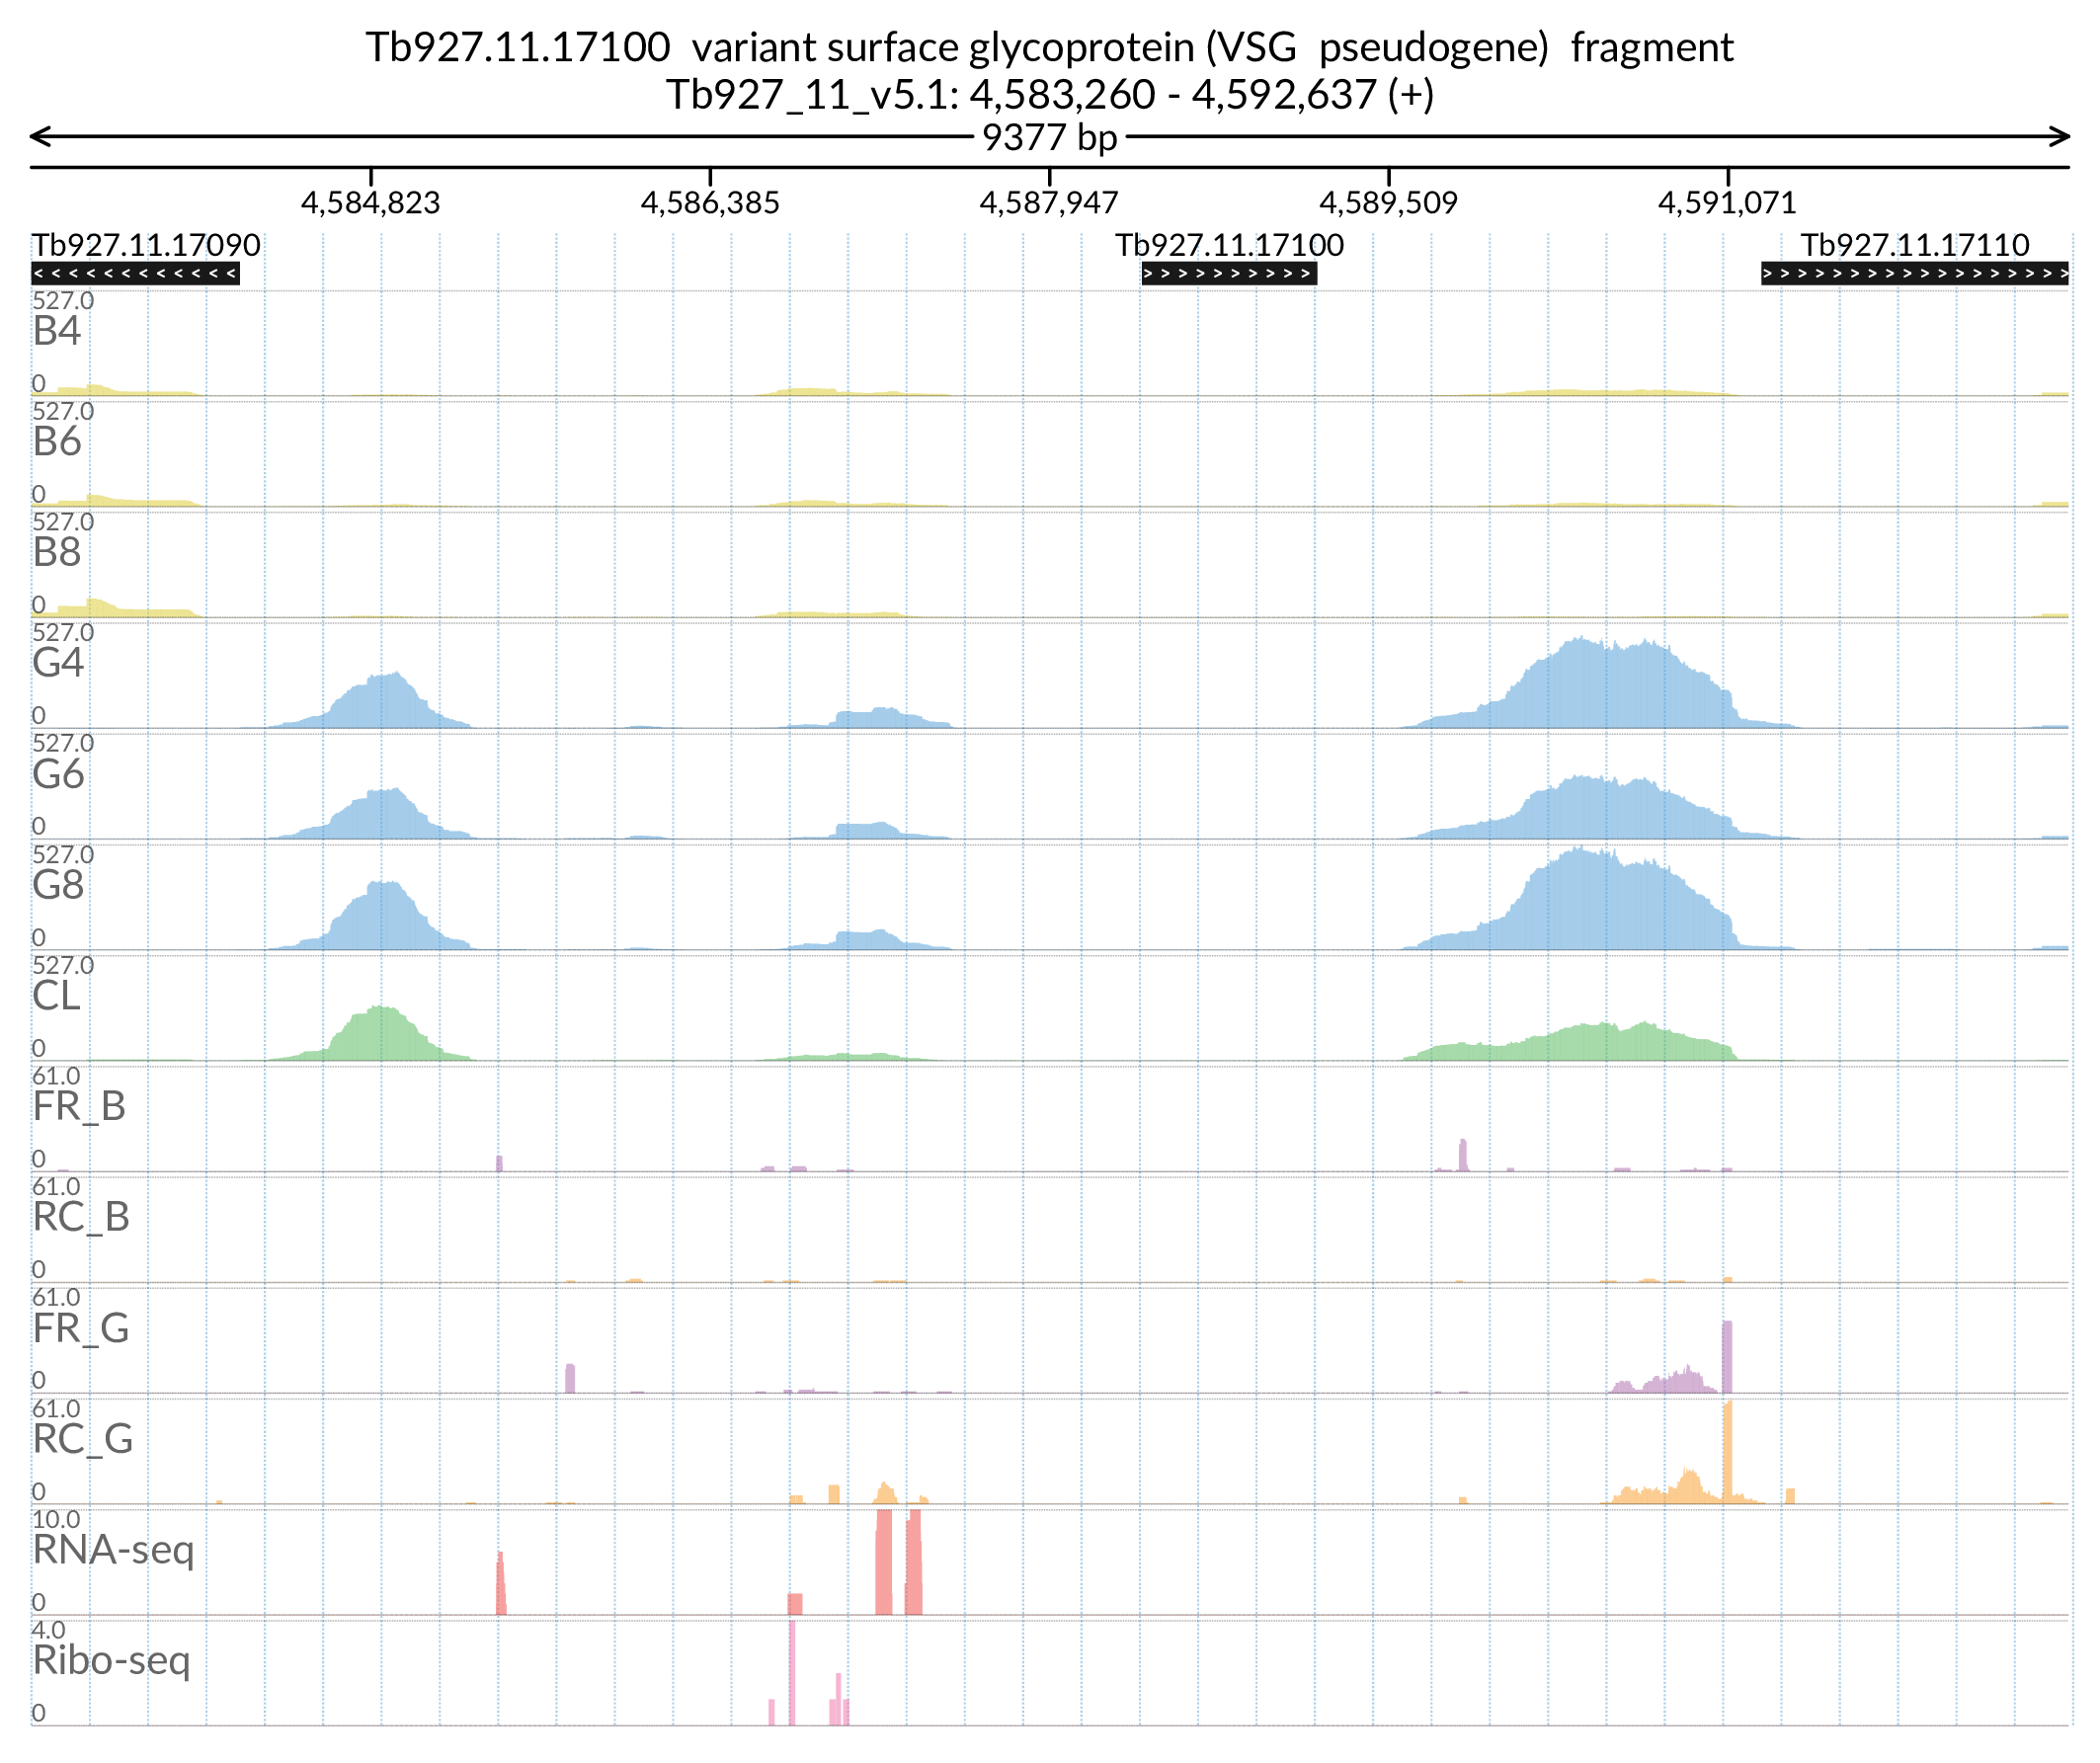 Tb927.11.17100 variant surface glycoprotein (VSG pseudogene) fragment
Tb927_11_v5.1: 4,583,260 - 4,592,637 (+)
9377 bp
4,584,823 4,586,385 4,587,947 4,589,509 4,591,071
Tb927.11.17090 Tb927.11.17100 Tb927.11.17110
527.0
B4
0
527.0
B6
0
527.0
B8
0
527.0
G4
0
527.0
G6
0
527.0
G8
0
527.0
CL
0
61.0
FR_B
0
61.0
RC_B
0
61.0
FR_G
0
61.0
RC_G
0
10.0
RNA-seq
0
4.0
Ribo-seq
0